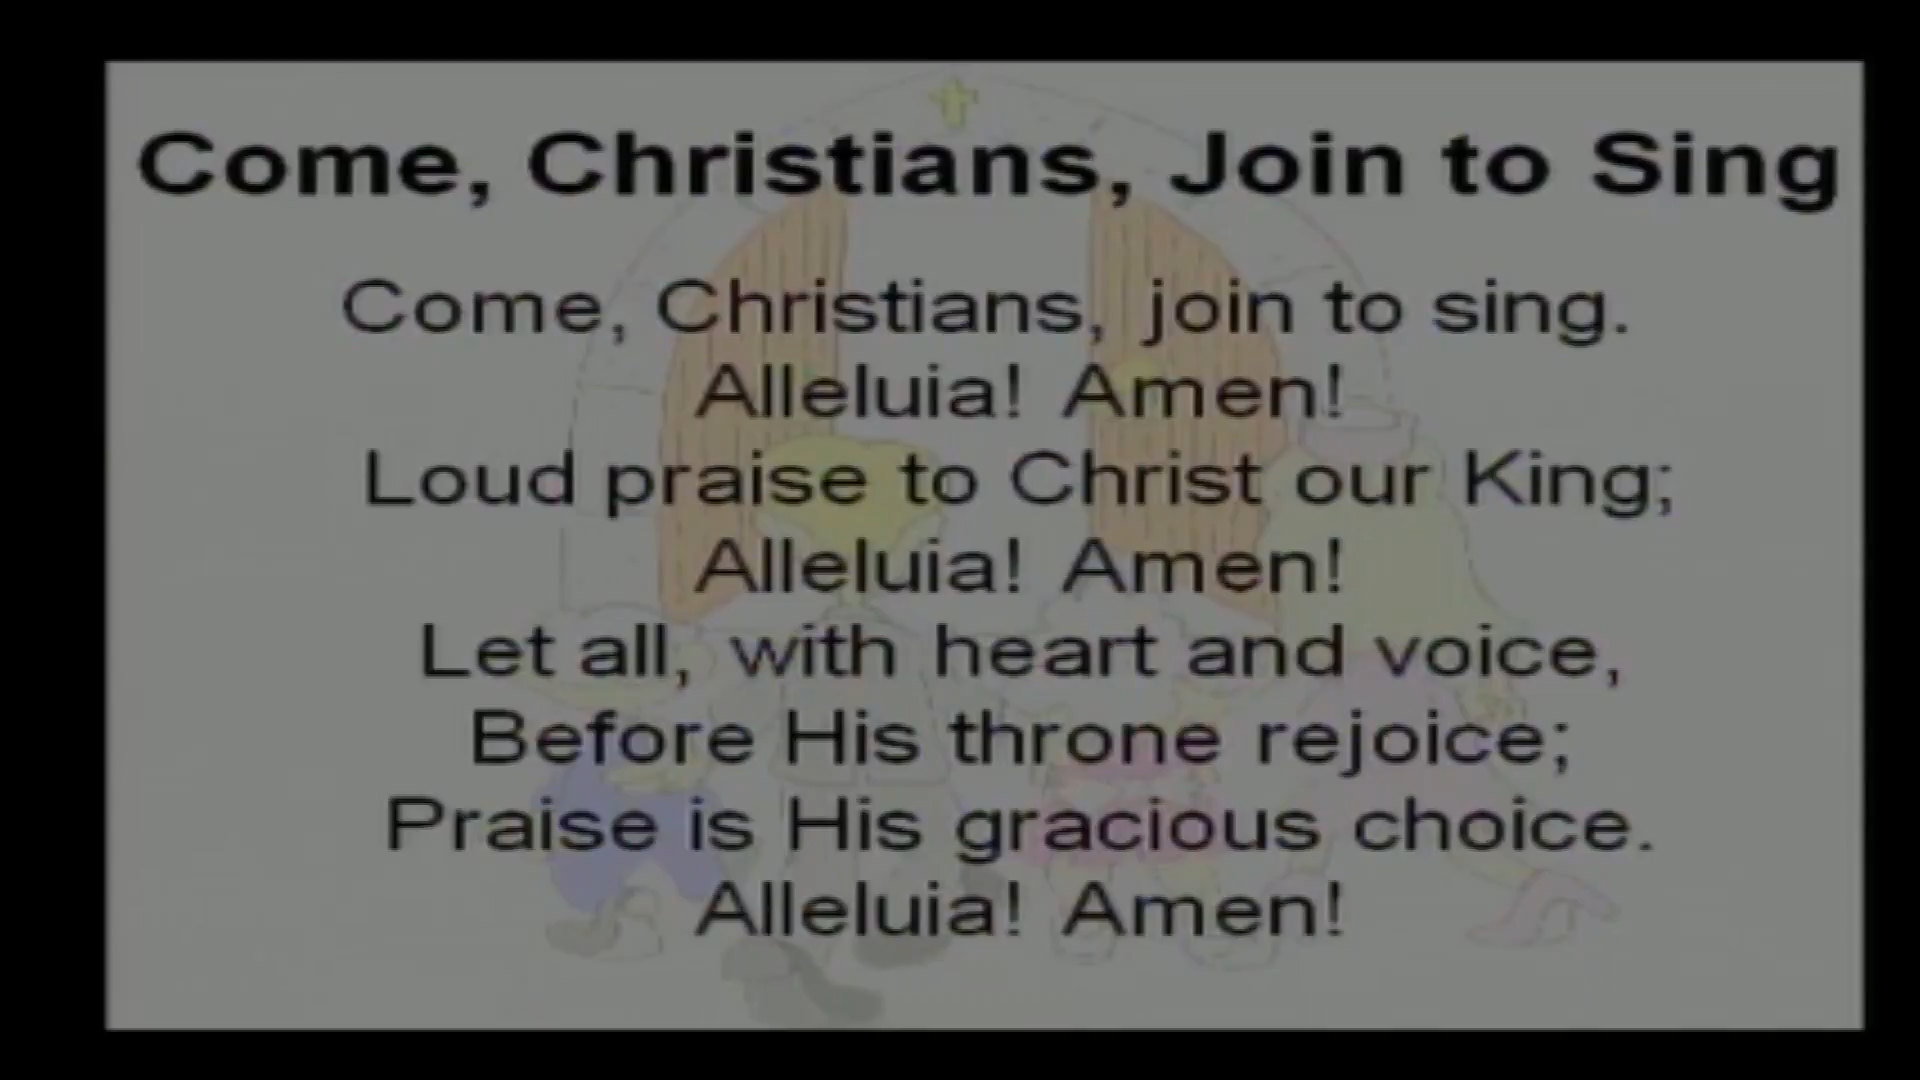 Come, Christians, Join to Sing
Come, Christians, join to sing.
Alleluia! Amen!
Loud praise to Christ our King;
Alleluia! Amen!
Let all, with heart and voice,
Before His throne rejoice;
Praise is His gracious choice.
Alleluia! Amen!